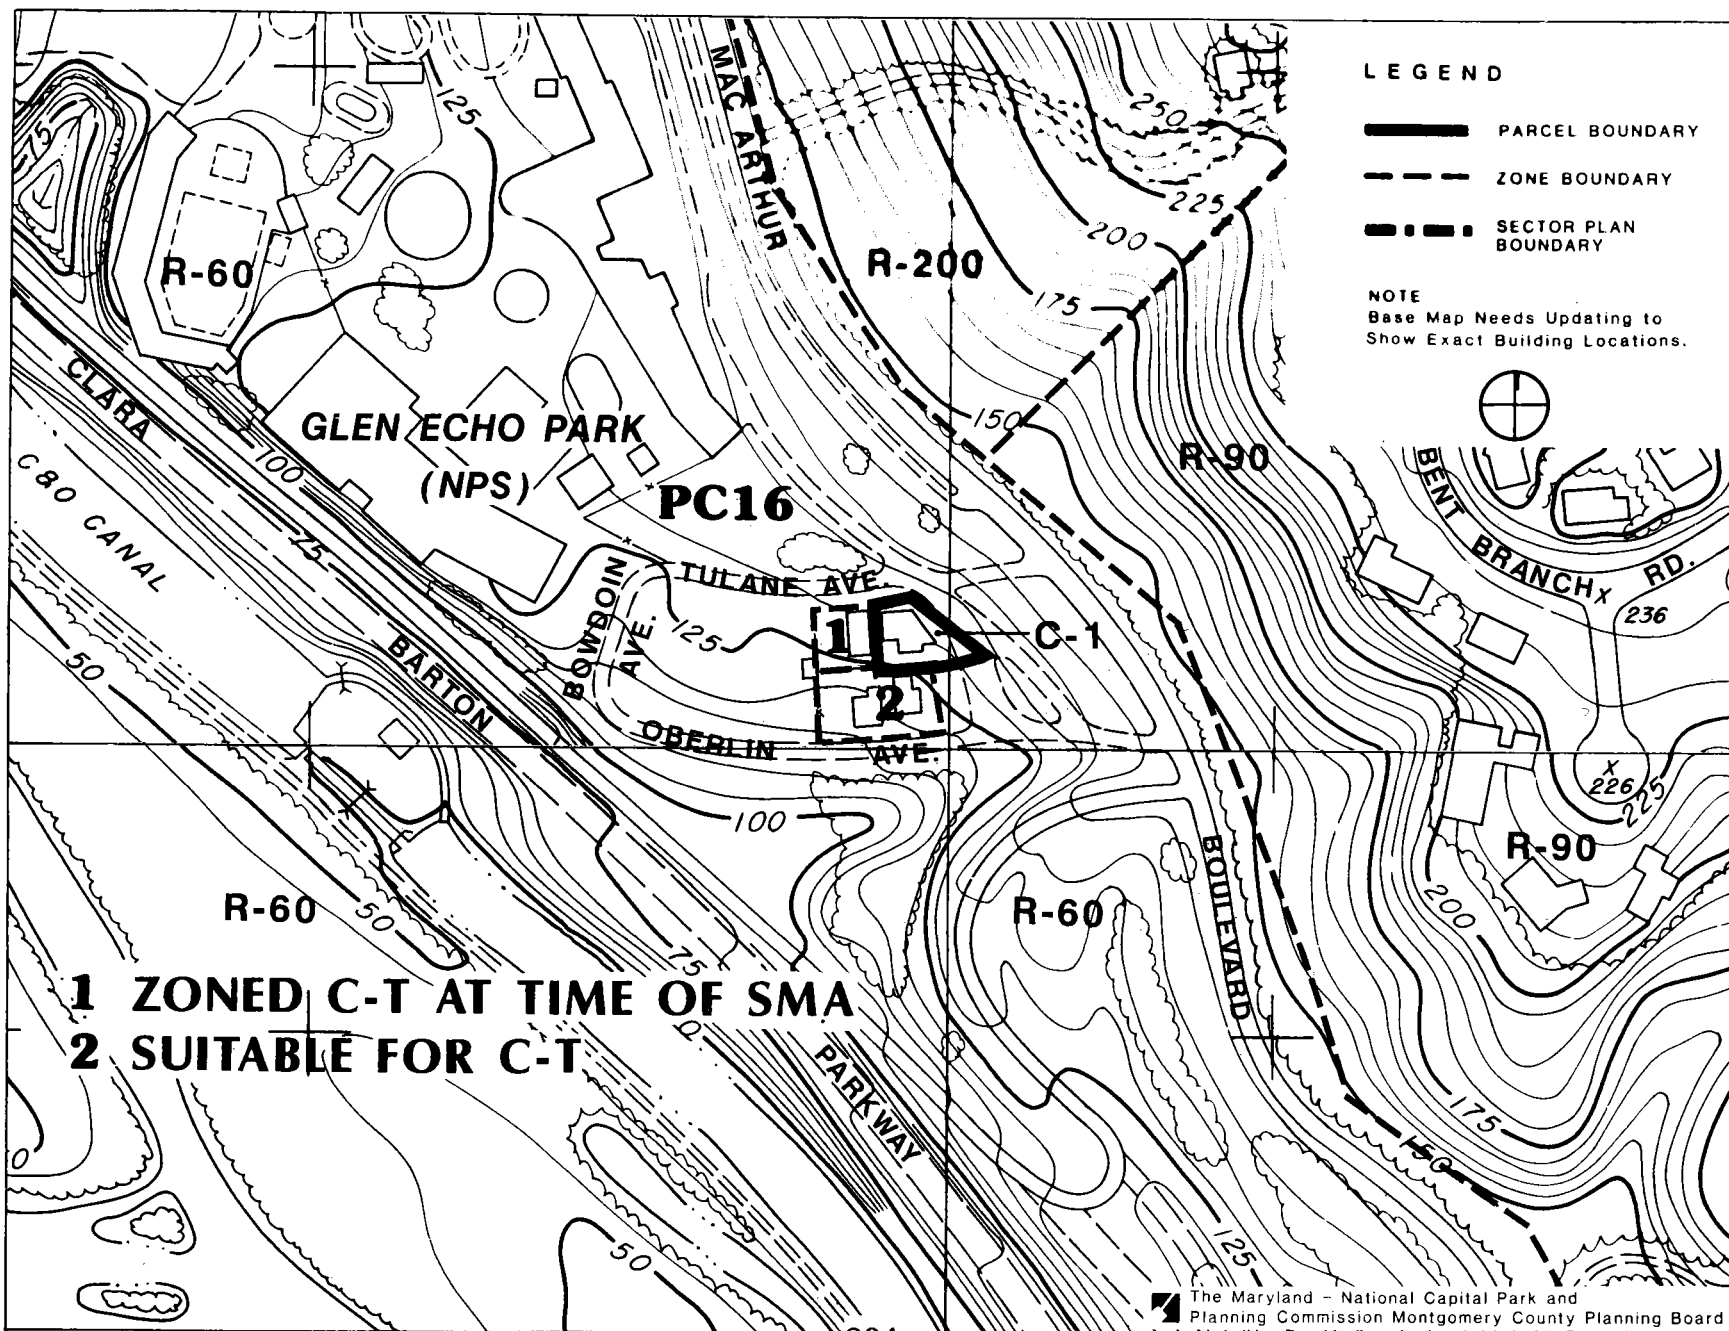 LEGEND
PARCEL BOUNDARY
ZONE BOUNDARY
SECTOR PLAN
BOUNDARY
NOTE
Base Map Needs Updating to
Show Exact Building Locations.
MAC ARTHUR
BOULEVARD
125
75
250
225
200
175
150
R-60
R-200
R-90
CLARA
BARTON
PARKWAY
C&O CANAL
GLEN ECHO PARK
(NPS)
PC16
100
75
50
TULANE AVE.
BOWDOIN
AVE.
125
OBERLIN AVE.
1
2
C-1
BENT BRANCH RD.
X
236
X
226
225
R-90
200
100
R-60
50
R-60
75
1 ZONED C-T AT TIME OF SMA
2 SUITABLE FOR C-T
175
150
125
50
The Maryland - National Capital Park and
Planning Commission Montgomery County Planning Board